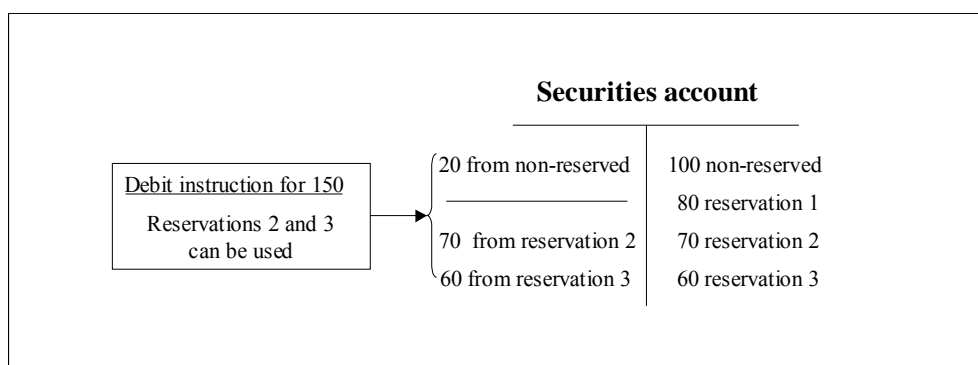 Securities account
Debit instruction for 150
Reservations 2 and 3
can be used
20 from non-reserved
70 from reservation 2
60 from reservation 3
100 non-reserved
80 reservation 1
70 reservation 2
60 reservation 3